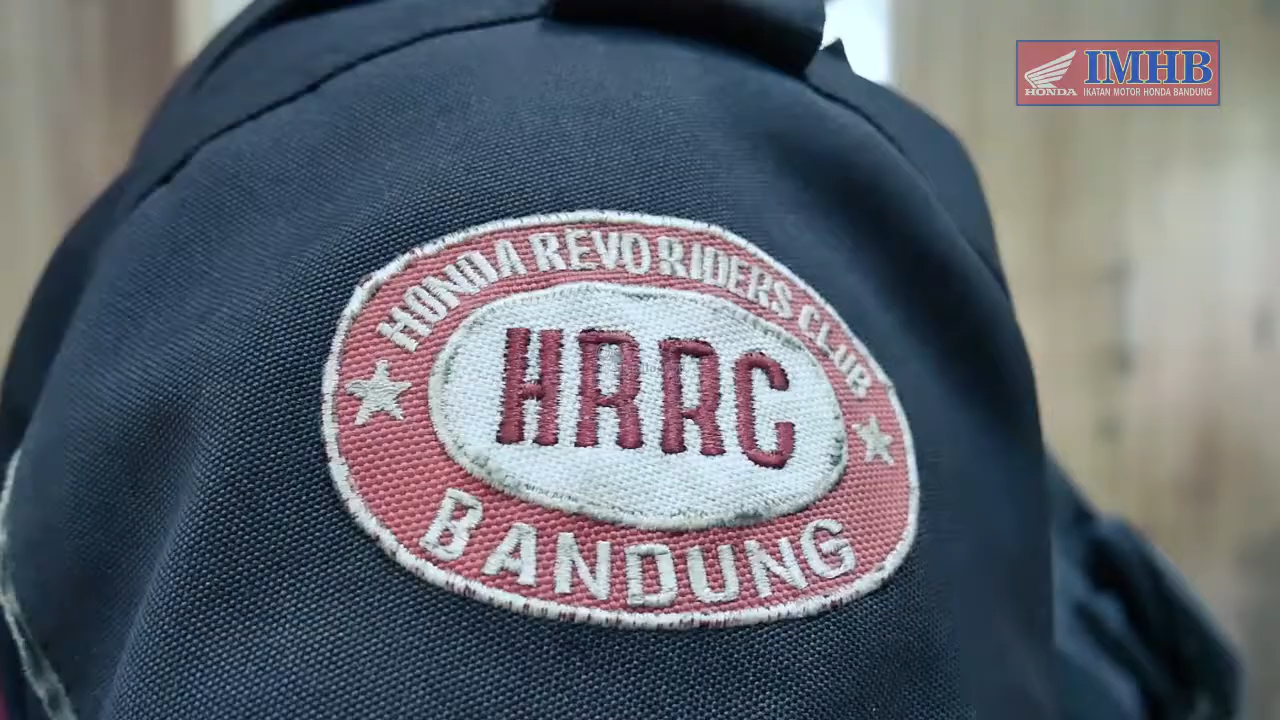 IMHB
HONDA IKATAN MOTOR HONDA BANDUNG
HONDA REVO RIDERS CLUB
HRRC
BANDUNG